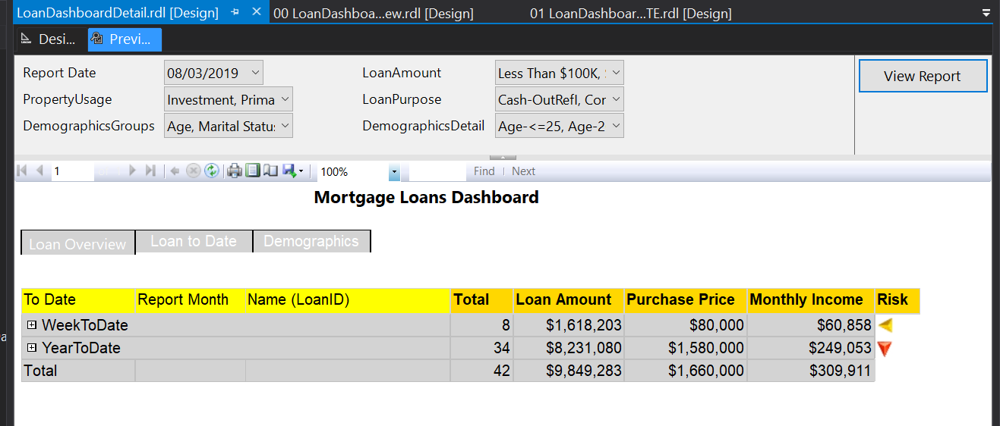 LoanDashboardDetail.rdl [Design] 00 LoanDashboa...ew.rdl [Design] 01 LoanDashboar...TE.rdl [Design]
Desi... Previ...
Report Date 08/03/2019 LoanAmount Less Than $100K, View Report
PropertyUsage Investment, Prima LoanPurpose Cash-OutRefI, Cor
DemographicsGroups Age, Marital Status DemographicsDetail Age-<=25, Age-2
1 100% Find | Next
Mortgage Loans Dashboard
Loan Overview Loan to Date Demographics
To Date Report Month Name (LoanID) Total Loan Amount Purchase Price Monthly Income Risk
WeekToDate 8 $1,618,203 $80,000 $60,858
YearToDate 34 $8,231,080 $1,580,000 $249,053
Total 42 $9,849,283 $1,660,000 $309,911